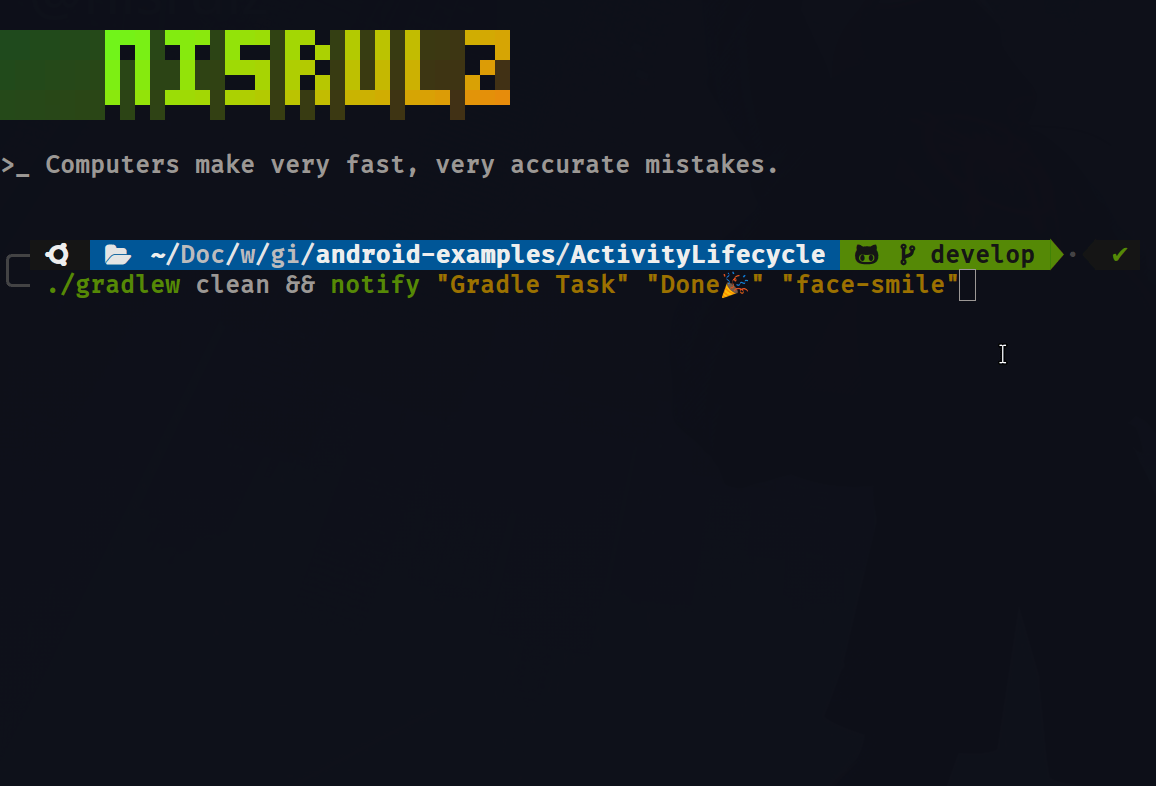 NISRULZ
>_ Computers make very fast, very accurate mistakes.
~/Doc/w/gi/android-examples/ActivityLifecycle develop ✔
./gradlew clean && notify "Gradle Task" "Done🎉" "face-smile"